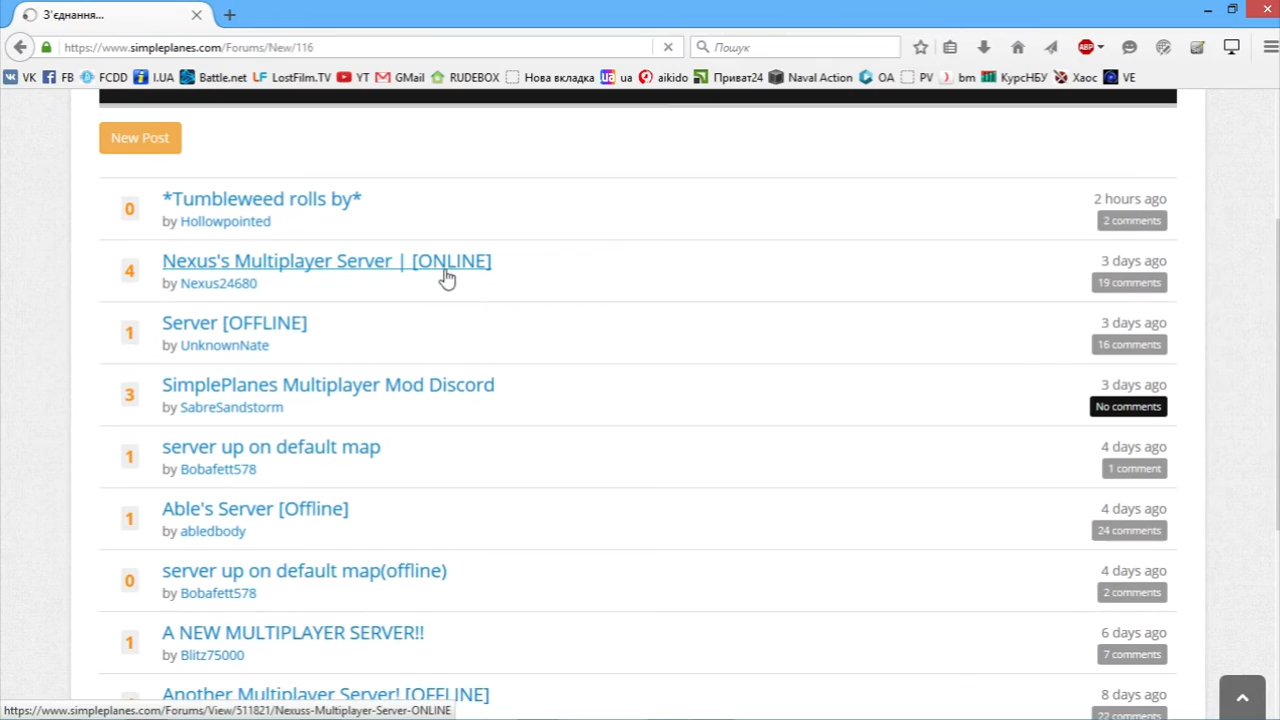 З'єднання...
https://www.simpleplanes.com/Forums/New/116
Пошук
ABP
VK FB FCDD I.UA Battle.net LostFilm.TV YT GMail RUDEBOX Нова вкладка ua aikido Приват24 Naval Action OA PV bm КурсНБУ Хаос VE
New Post
0
*Tumbleweed rolls by*
by Hollowpointed
2 hours ago
2 comments
4
Nexus's Multiplayer Server | [ONLINE]
by Nexus24680
3 days ago
19 comments
1
Server [OFFLINE]
by UnknownNate
3 days ago
16 comments
3
SimplePlanes Multiplayer Mod Discord
by SabreSandstorm
3 days ago
No comments
1
server up on default map
by Bobafett578
4 days ago
1 comment
1
Able's Server [Offline]
by abledbody
4 days ago
24 comments
0
server up on default map(offline)
by Bobafett578
4 days ago
2 comments
1
A NEW MULTIPLAYER SERVER!!
by Blitz75000
6 days ago
7 comments
Another Multiplayer Server! [OFFLINE]
8 days ago
22 comments
https://www.simpleplanes.com/Forums/View/511821/Nexuss-Multiplayer-Server-ONLINE